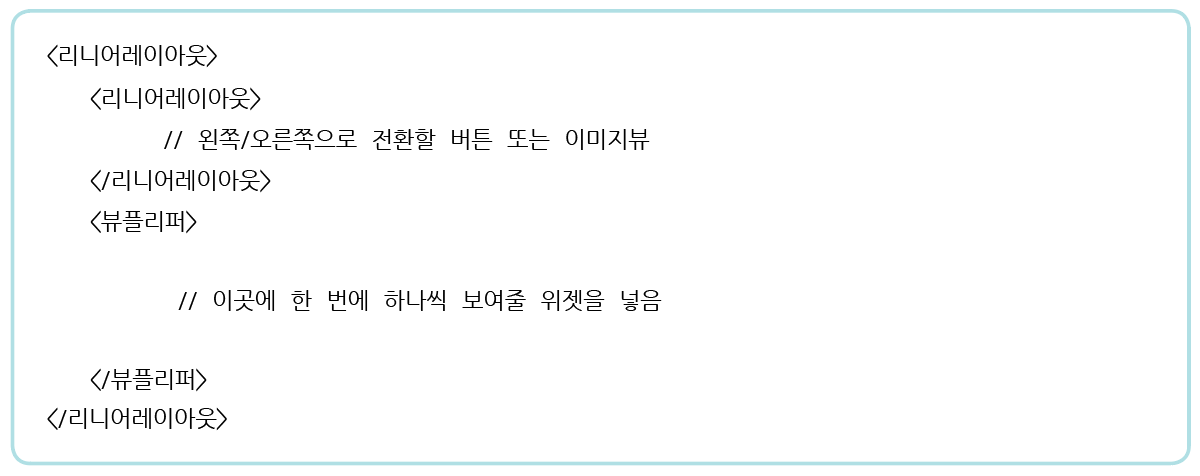 <리니어레이아웃>
<리니어레이아웃>
// 왼쪽/오른쪽으로 전환할 버튼 또는 이미지뷰
</리니어레이아웃>
<뷰플리퍼>
// 이곳에 한 번에 하나씩 보여줄 위젯을 넣음
</뷰플리퍼>
</리니어레이아웃>